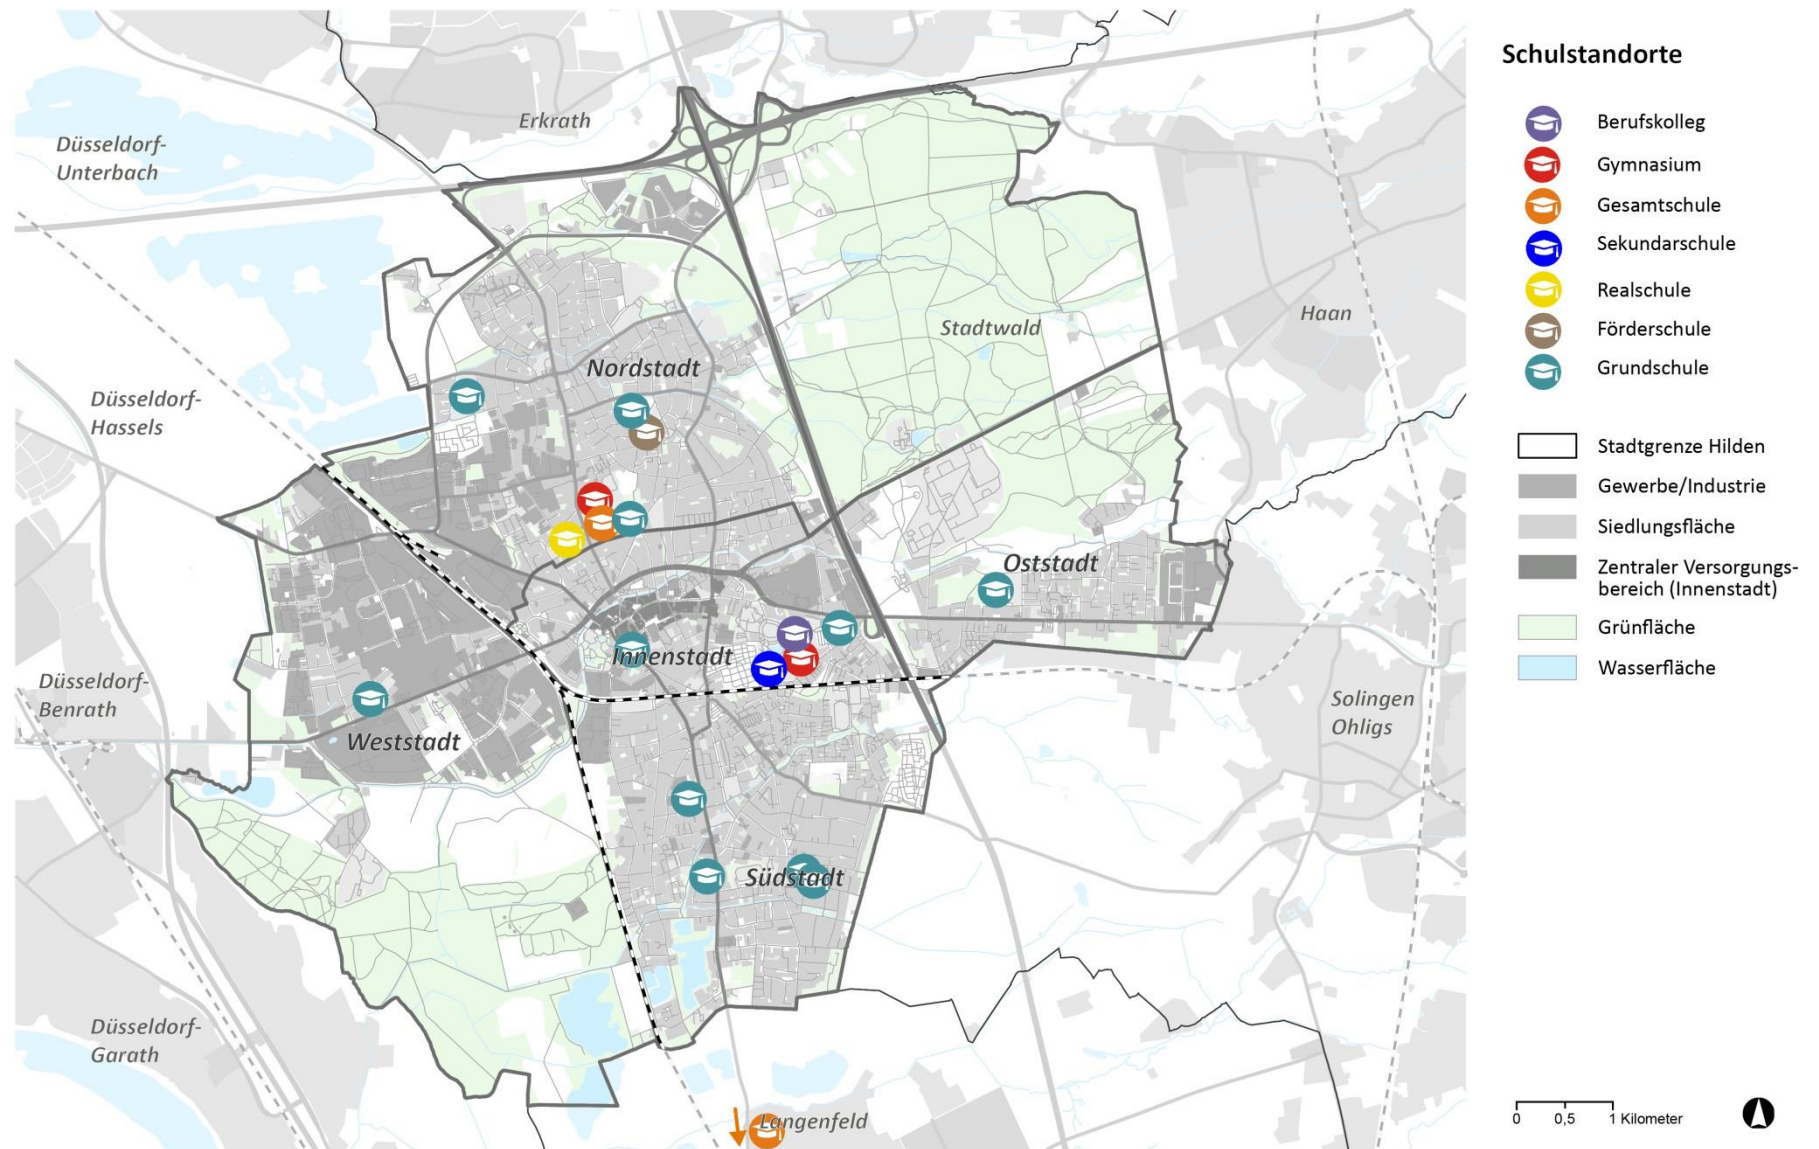 Schulstandorte
Berufskolleg
Gymnasium
Gesamtschule
Sekundarschule
Realschule
Förderschule
Grundschule
Stadtgrenze Hilden
Gewerbe/Industrie
Siedlungsfläche
Zentraler Versorgungs-
bereich (Innenstadt)
Grünfläche
Wasserfläche
0 0,5 1 Kilometer
Erkrath
Düsseldorf-
Unterbach
Haan
Stadtwald
Nordstadt
Düsseldorf-
Hassels
Oststadt
Innenstadt
Düsseldorf-
Benrath
Solingen
Ohligs
Weststadt
Südstadt
Düsseldorf-
Garath
Langenfeld